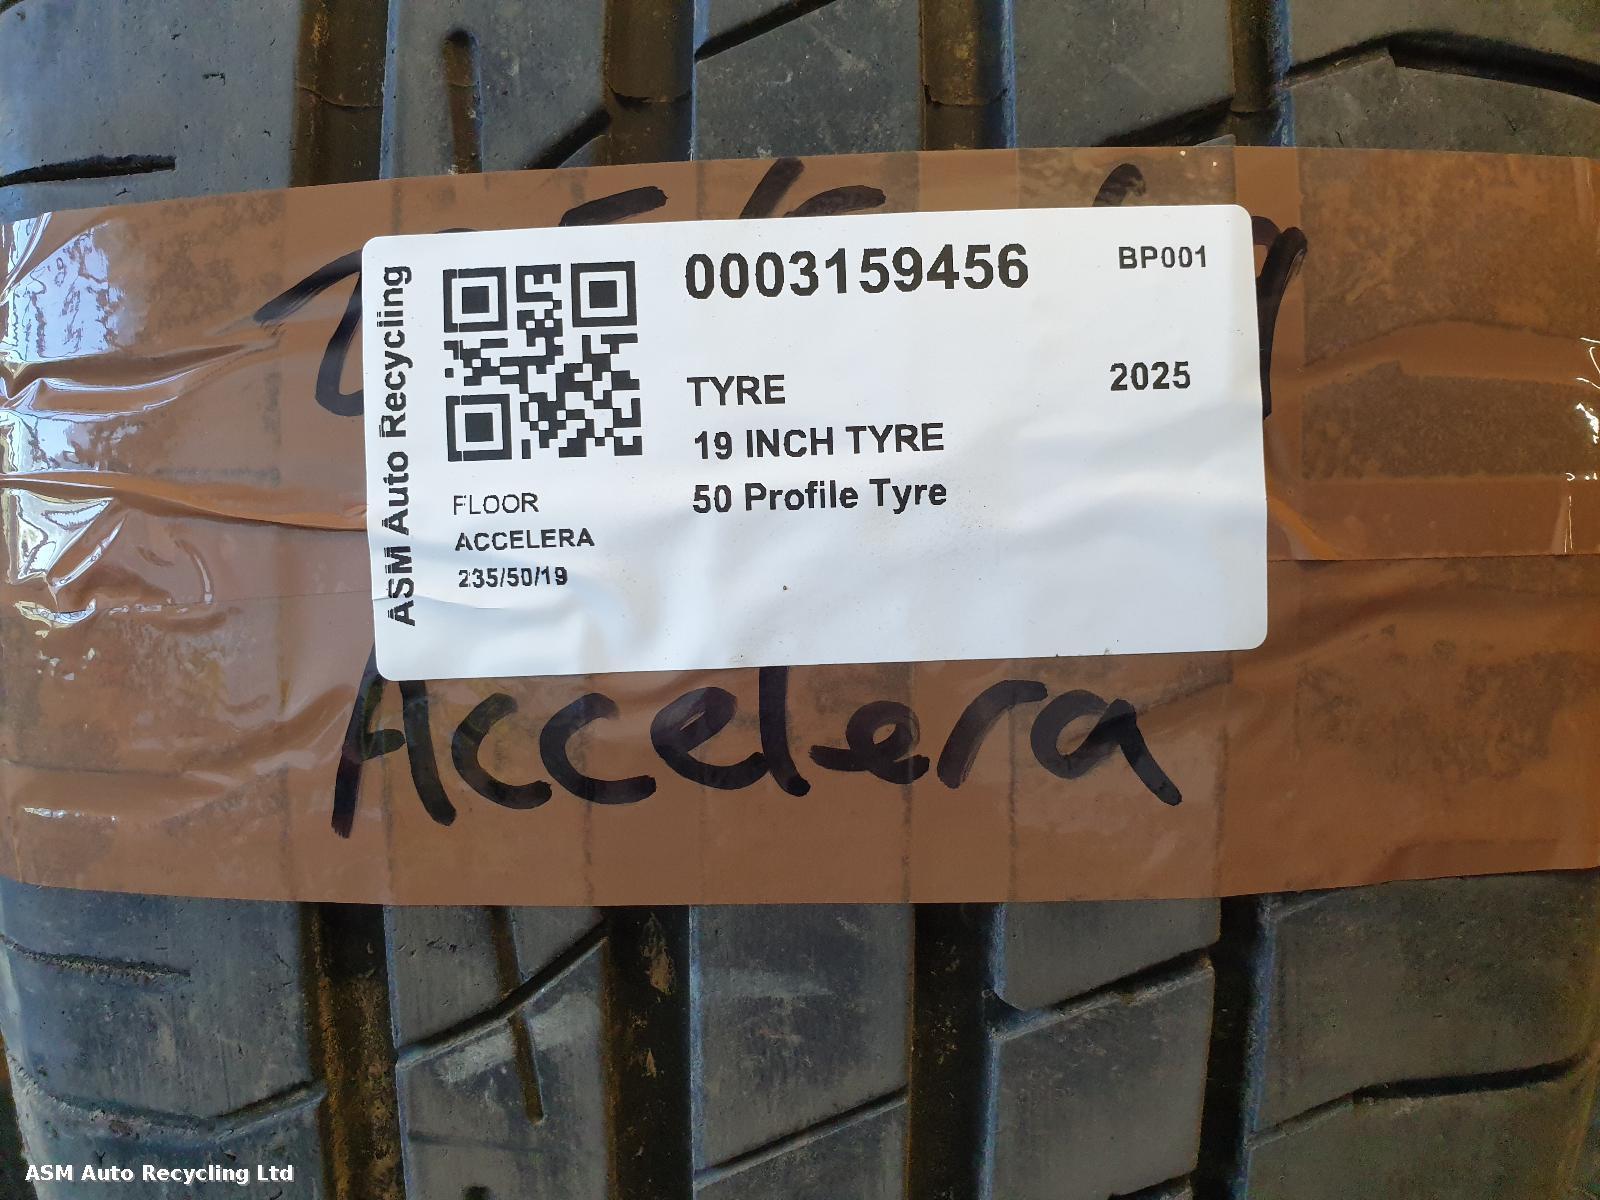 ASM Auto Recycling
0003159456
BP001
TYRE
2025
19 INCH TYRE
50 Profile Tyre
FLOOR
ACCELERA
235/50/19
Accelera
ASM Auto Recycling Ltd